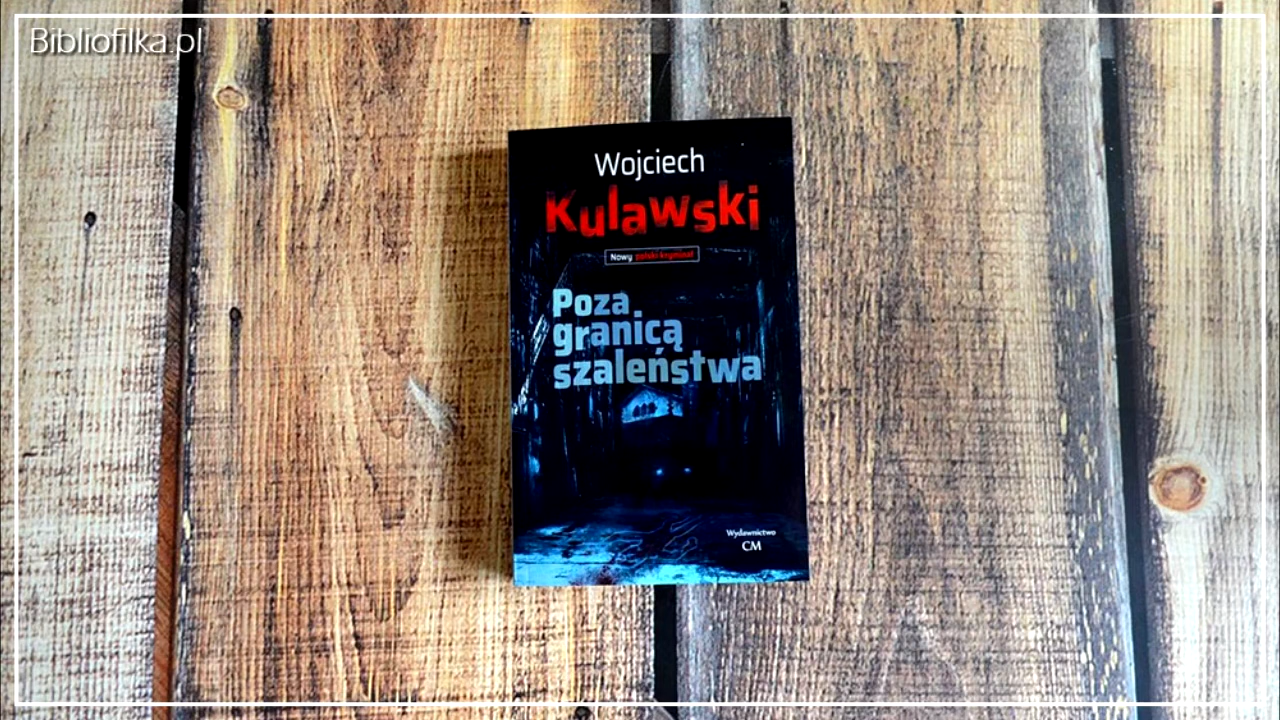 Bibliofilka.pl
Wojciech
Kulawski
Nowy polski kryminał
Poza
granicą
szaleństwa
Wydawnictwo
CM